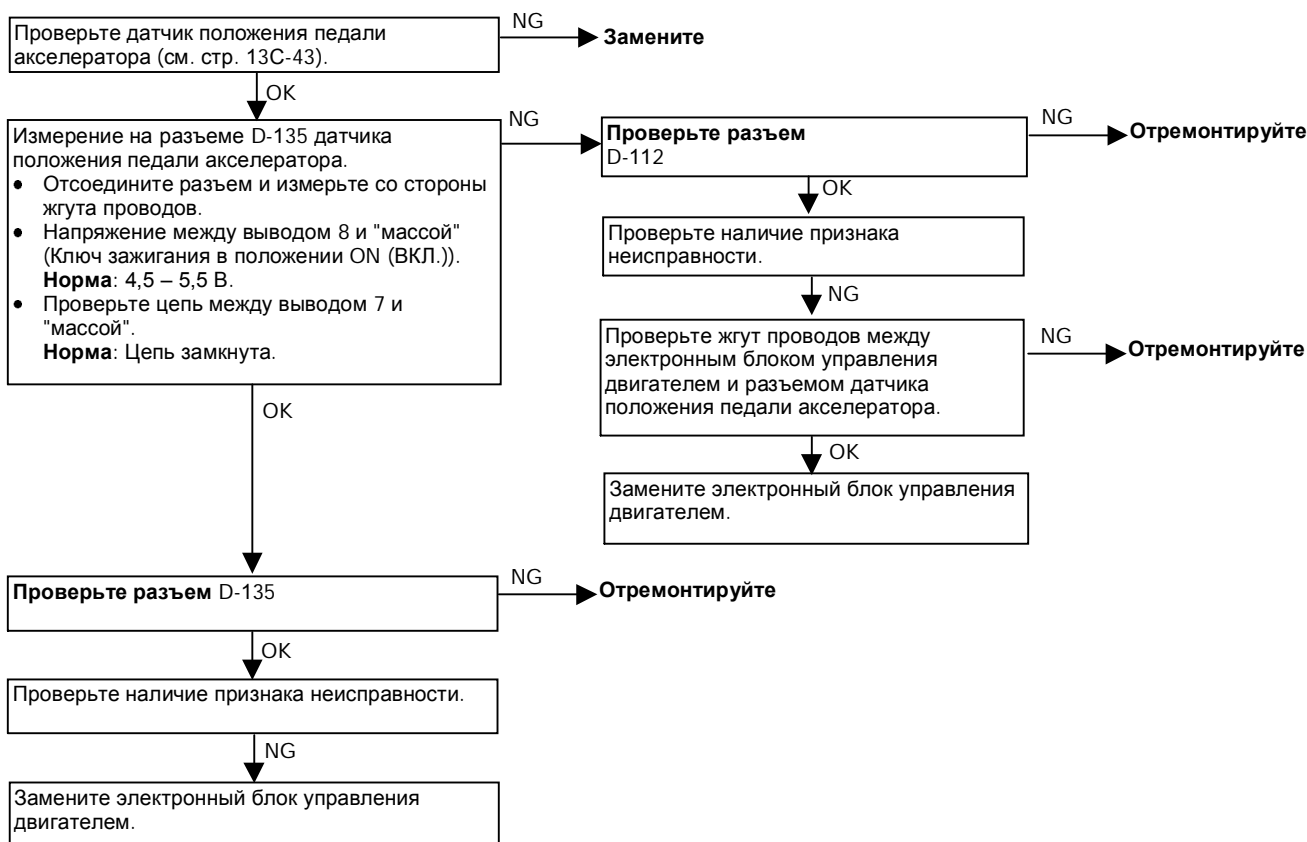 Проверьте датчик положения педали
акселератора (см. стр. 13C-43).
NG
Замените
OK
Измерение на разъеме D-135 датчика
положения педали акселератора.
• Отсоедините разъем и измерьте со стороны
жгута проводов.
• Напряжение между выводом 8 и "массой"
(Ключ зажигания в положении ON (ВКЛ.)).
Норма: 4,5 – 5,5 В.
• Проверьте цепь между выводом 7 и
"массой".
Норма: Цепь замкнута.
NG
Проверьте разъем
D-112
NG
Отремонтируйте
OK
Проверьте наличие признака
неисправности.
NG
Проверьте жгут проводов между
электронным блоком управления
двигателем и разъемом датчика
положения педали акселератора.
NG
Отремонтируйте
OK
Замените электронный блок управления
двигателем.
OK
Проверьте разъем D-135
NG
Отремонтируйте
OK
Проверьте наличие признака неисправности.
NG
Замените электронный блок управления
двигателем.